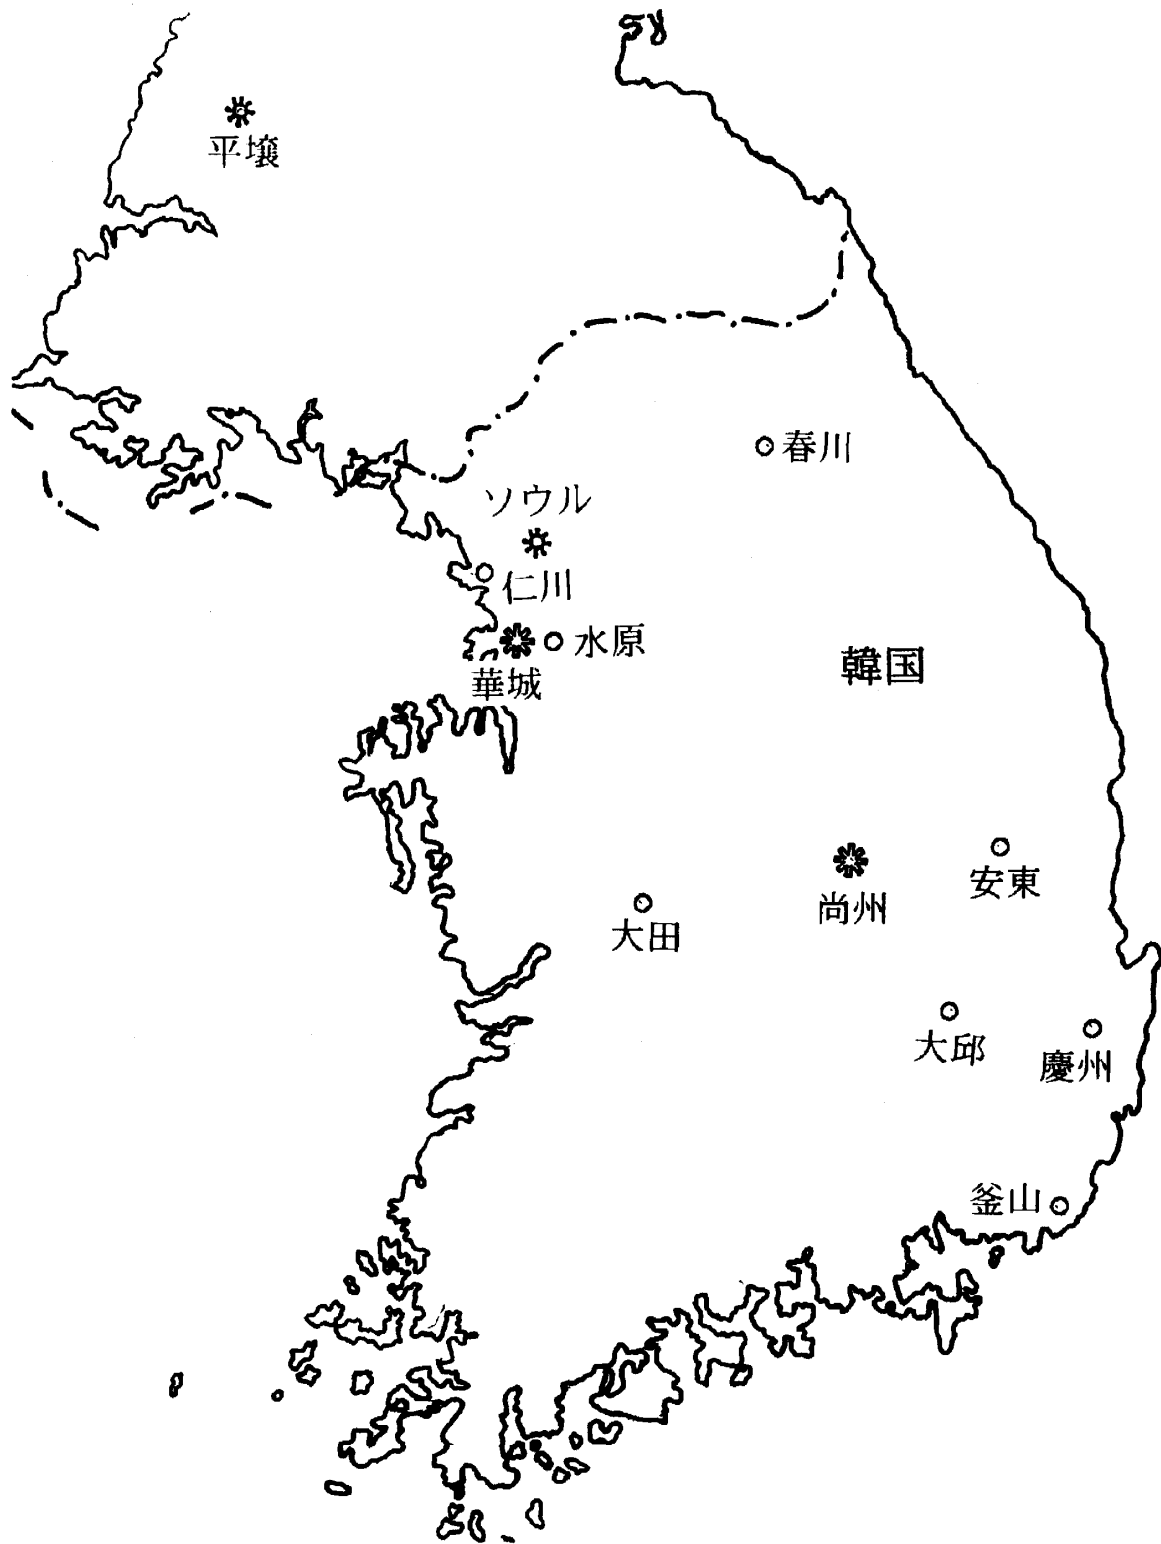 平壌
春川
ソウル
仁川
水原
韓国
華城
安東
尚州
大田
大邱
慶州
釜山